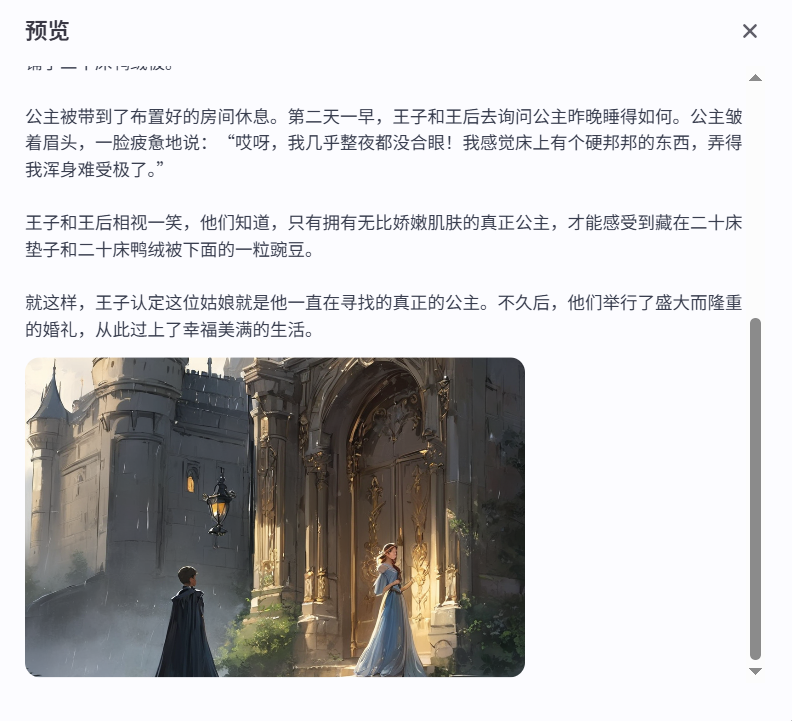 预览
公主被带到了布置好的房间休息。第二天一早，王子和王后去询问公主昨晚睡得如何。公主皱
着眉头，一脸疲惫地说：“哎呀，我几乎整夜都没合眼！我感觉床上有个硬邦邦的东西，弄得
我浑身难受极了。”
王子和王后相视一笑，他们知道，只有拥有无比娇嫩肌肤的真正公主，才能感受到藏在二十床
垫子和二十床鸭绒被下面的一粒豌豆。
就这样，王子认定这位姑娘就是他一直在寻找的真正的公主。不久后，他们举行了盛大而隆重
的婚礼，从此过上了幸福美满的生活。